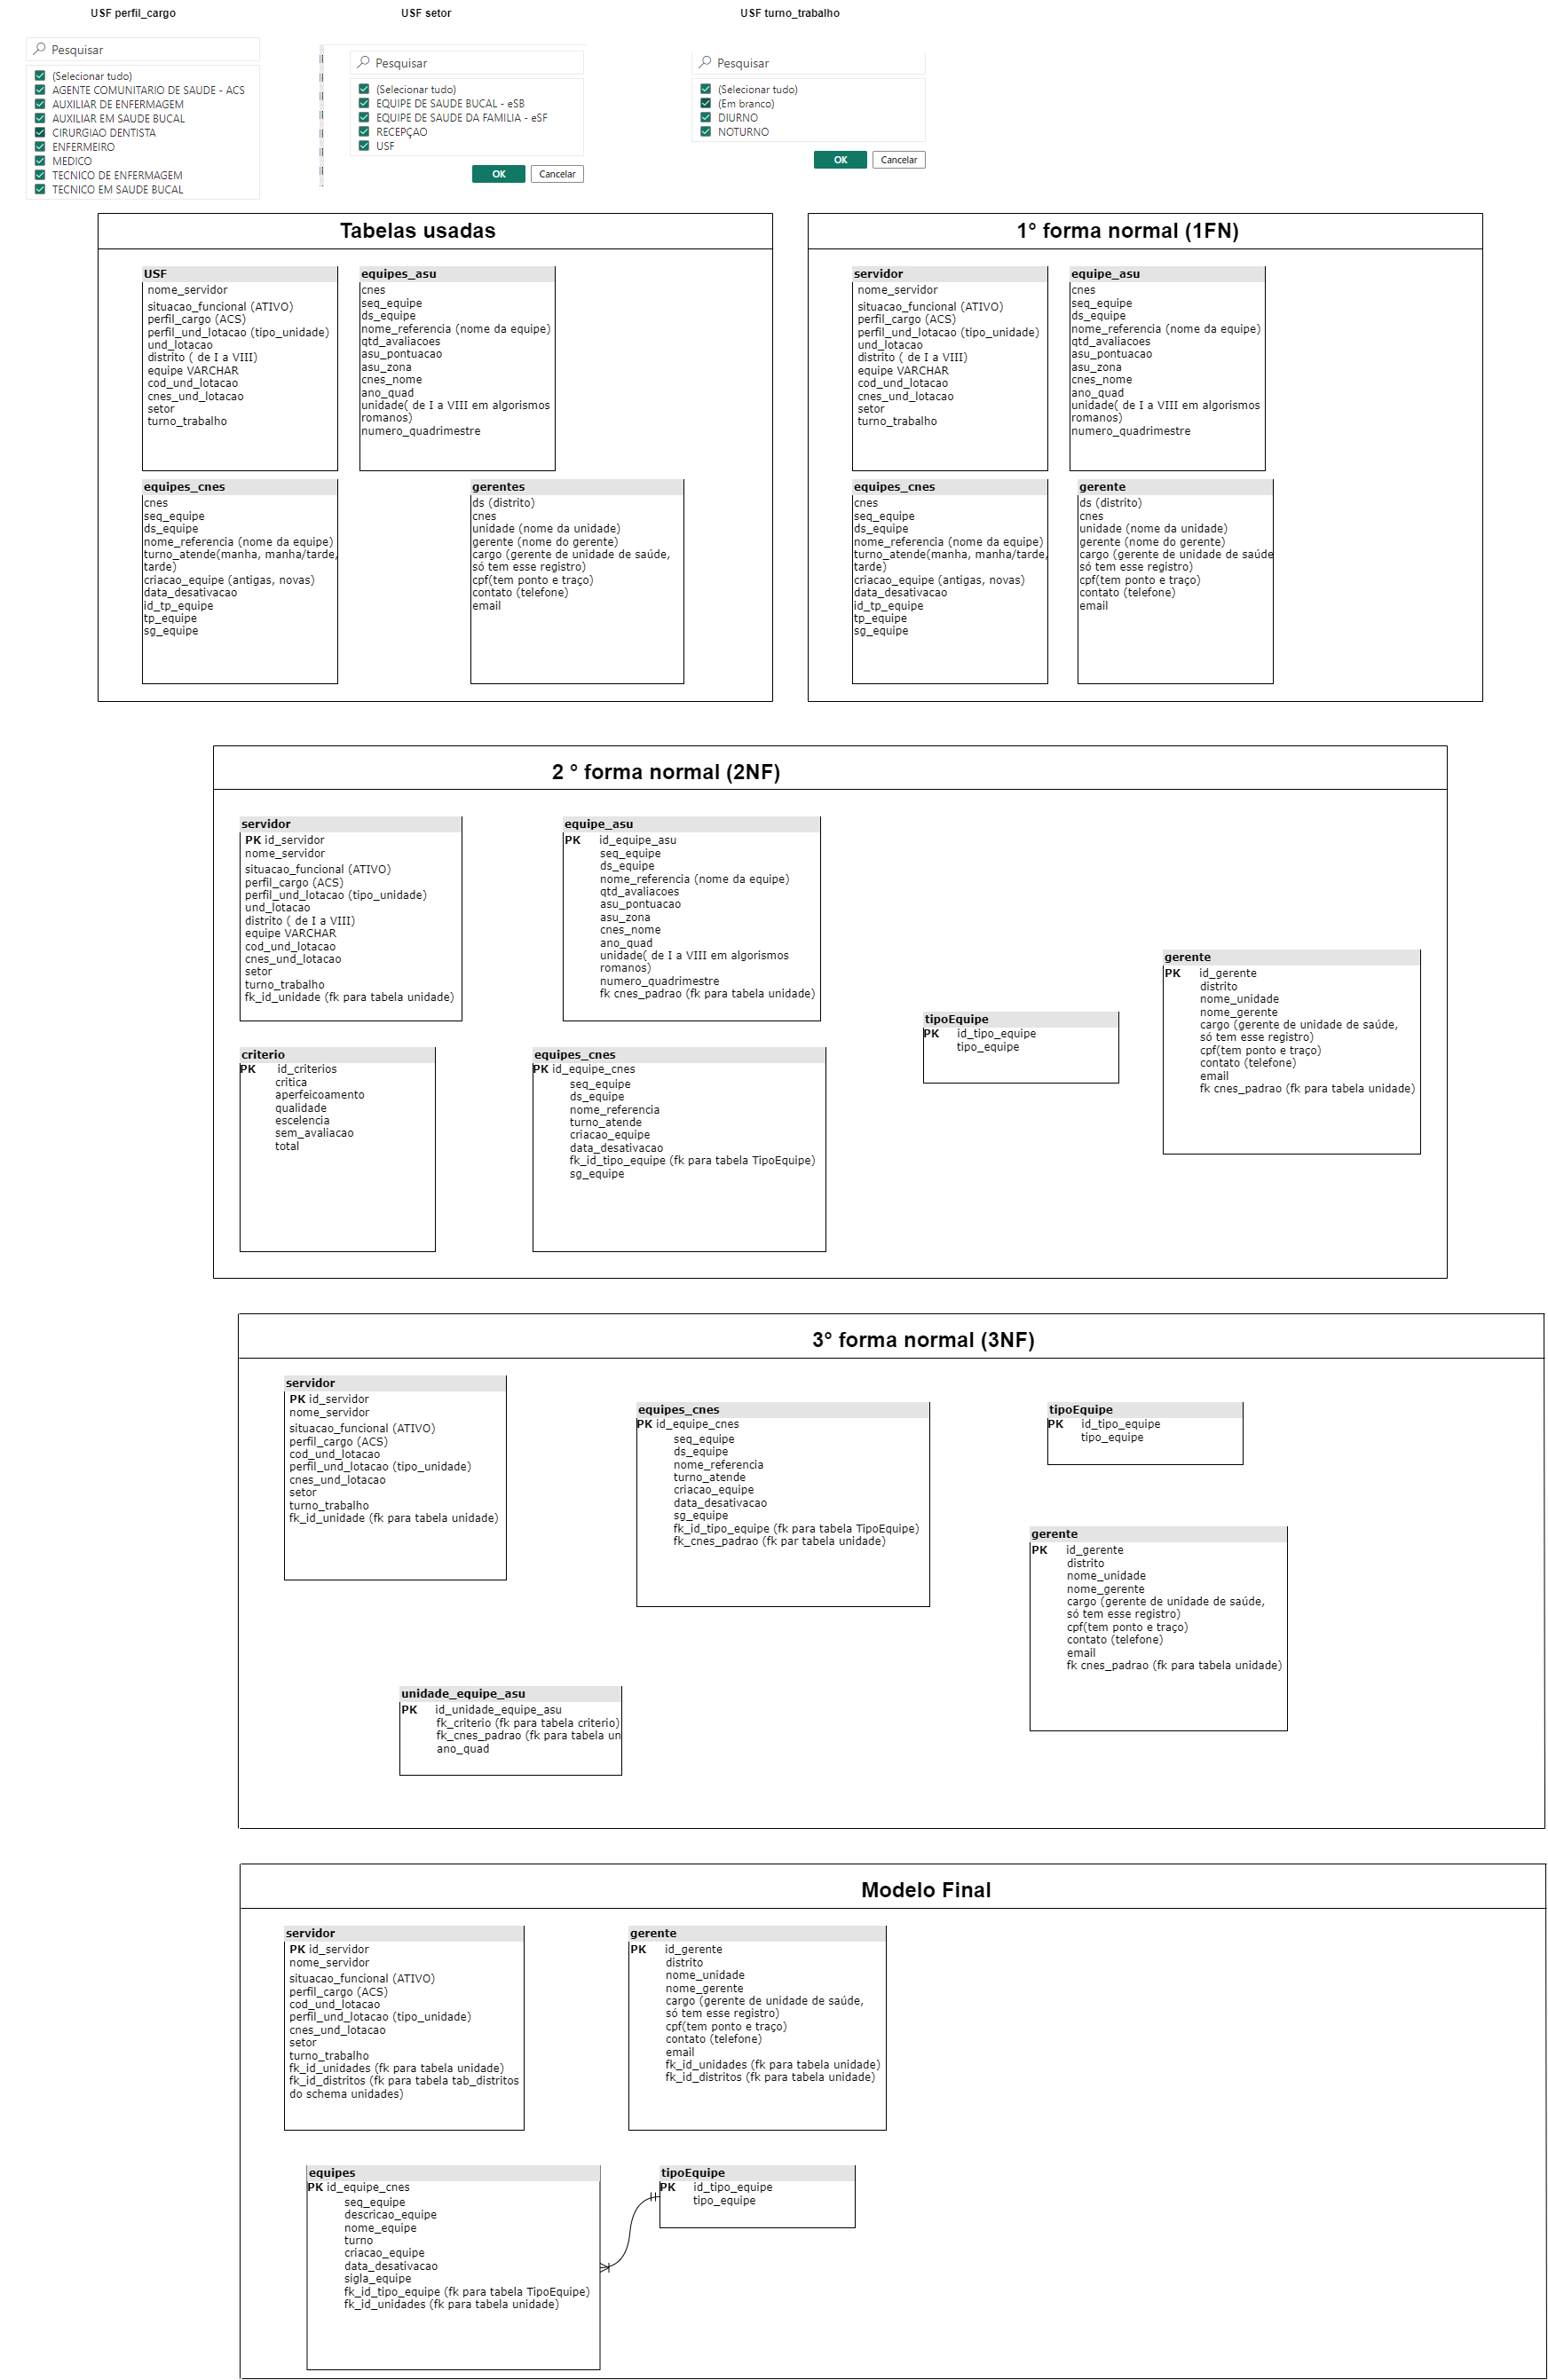 USF perfil_cargo
Pesquisar
(Selecionar tudo)
AGENTE COMUNITARIO DE SAUDE - ACS
AUXILIAR DE ENFERMAGEM
AUXILIAR EM SAUDE BUCAL
CIRURGIAO DENTISTA
ENFERMEIRO
MEDICO
TECNICO DE ENFERMAGEM
TECNICO EM SAUDE BUCAL
USF setor
Pesquisar
(Selecionar tudo)
EQUIPE DE SAUDE BUCAL - eSB
EQUIPE DE SAUDE DA FAMILIA - eSF
RECEPÇAO
USF
OK Cancelar
USF turno_trabalho
Pesquisar
(Selecionar tudo)
(Em branco)
DIURNO
NOTURNO
OK Cancelar
Tabelas usadas
USF
nome_servidor
situacao_funcional (ATIVO)
perfil_cargo (ACS)
perfil_und_lotacao (tipo_unidade)
und_lotacao
distrito ( de I a VIII)
equipe VARCHAR
cod_und_lotacao
cnes_und_lotacao
setor
turno_trabalho
equipes_asu
cnes
seq_equipe
ds_equipe
nome_referencia (nome da equipe)
qtd_avaliacoes
asu_pontuacao
asu_zona
cnes_nome
ano_quad
unidade( de I a VIII em algorismos
romanos)
numero_quadrimestre
equipes_cnes
cnes
seq_equipe
ds_equipe
nome_referencia (nome da equipe)
turno_atende(manha, manha/tarde,
tarde)
criacao_equipe (antigas, novas)
data_desativacao
id_tp_equipe
tp_equipe
sg_equipe
gerentes
ds (distrito)
cnes
unidade (nome da unidade)
gerente (nome do gerente)
cargo (gerente de unidade de saúde,
só tem esse registro)
cpf(tem ponto e traço)
contato (telefone)
email
1° forma normal (1FN)
servidor
nome_servidor
situacao_funcional (ATIVO)
perfil_cargo (ACS)
perfil_und_lotacao (tipo_unidade)
und_lotacao
distrito ( de I a VIII)
equipe VARCHAR
cod_und_lotacao
cnes_und_lotacao
setor
turno_trabalho
equipe_asu
cnes
seq_equipe
ds_equipe
nome_referencia (nome da equipe)
qtd_avaliacoes
asu_pontuacao
asu_zona
cnes_nome
ano_quad
unidade( de I a VIII em algorismos
romanos)
numero_quadrimestre
equipes_cnes
cnes
seq_equipe
ds_equipe
nome_referencia (nome da equipe)
turno_atende(manha, manha/tarde,
tarde)
criacao_equipe (antigas, novas)
data_desativacao
id_tp_equipe
tp_equipe
sg_equipe
gerente
ds (distrito)
cnes
unidade (nome da unidade)
gerente (nome do gerente)
cargo (gerente de unidade de saúde
só tem esse registro)
cpf(tem ponto e traço)
contato (telefone)
email
2 ° forma normal (2NF)
servidor
PK id_servidor
nome_servidor
situacao_funcional (ATIVO)
perfil_cargo (ACS)
perfil_und_lotacao (tipo_unidade)
und_lotacao
distrito ( de I a VIII)
equipe VARCHAR
cod_und_lotacao
cnes_und_lotacao
setor
turno_trabalho
fk_id_unidade (fk para tabela unidade)
equipe_asu
PK id_equipe_asu
seq_equipe
ds_equipe
nome_referencia (nome da equipe)
qtd_avaliacoes
asu_pontuacao
asu_zona
cnes_nome
ano_quad
unidade( de I a VIII em algorismos
romanos)
numero_quadrimestre
fk cnes_padrao (fk para tabela unidade)
criterio
PK id_criterios
critica
aperfeicoamento
qualidade
escelencia
sem_avaliacao
total
equipes_cnes
PK id_equipe_cnes
seq_equipe
ds_equipe
nome_referencia
turno_atende
criacao_equipe
data_desativacao
fk_id_tipo_equipe (fk para tabela TipoEquipe)
sg_equipe
tipoEquipe
PK id_tipo_equipe
tipo_equipe
gerente
PK id_gerente
distrito
nome_unidade
nome_gerente
cargo (gerente de unidade de saúde,
só tem esse registro)
cpf(tem ponto e traço)
contato (telefone)
email
fk cnes_padrao (fk para tabela unidade)
3° forma normal (3NF)
servidor
PK id_servidor
nome_servidor
situacao_funcional (ATIVO)
perfil_cargo (ACS)
cod_und_lotacao
perfil_und_lotacao (tipo_unidade)
cnes_und_lotacao
setor
turno_trabalho
fk_id_unidade (fk para tabela unidade)
equipes_cnes
PK id_equipe_cnes
seq_equipe
ds_equipe
nome_referencia
turno_atende
criacao_equipe
data_desativacao
sg_equipe
fk_id_tipo_equipe (fk para tabela TipoEquipe)
fk_cnes_padrao (fk par tabela unidade)
tipoEquipe
PK id_tipo_equipe
tipo_equipe
gerente
PK id_gerente
distrito
nome_unidade
nome_gerente
cargo (gerente de unidade de saúde,
só tem esse registro)
cpf(tem ponto e traço)
contato (telefone)
email
fk cnes_padrao (fk para tabela unidade)
unidade_equipe_asu
PK id_unidade_equipe_asu
fk_criterio (fk para tabela criterio)
fk_cnes_padrao (fk para tabela un
ano_quad
Modelo Final
servidor
PK id_servidor
nome_servidor
situacao_funcional (ATIVO)
perfil_cargo (ACS)
cod_und_lotacao
perfil_und_lotacao (tipo_unidade)
cnes_und_lotacao
setor
turno_trabalho
fk_id_unidades (fk para tabela unidade)
fk_id_distritos (fk para tabela tab_distritos
do schema unidades)
gerente
PK id_gerente
distrito
nome_unidade
nome_gerente
cargo (gerente de unidade de saúde,
só tem esse registro)
cpf(tem ponto e traço)
contato (telefone)
email
fk_id_unidades (fk para tabela unidade)
fk_id_distritos (fk para tabela unidade)
equipes
PK id_equipe_cnes
seq_equipe
descricao_equipe
nome_equipe
turno
criacao_equipe
data_desativacao
sigla_equipe
fk_id_tipo_equipe (fk para tabela TipoEquipe)
fk_id_unidades (fk para tabela unidade)
tipoEquipe
PK id_tipo_equipe
tipo_equipe